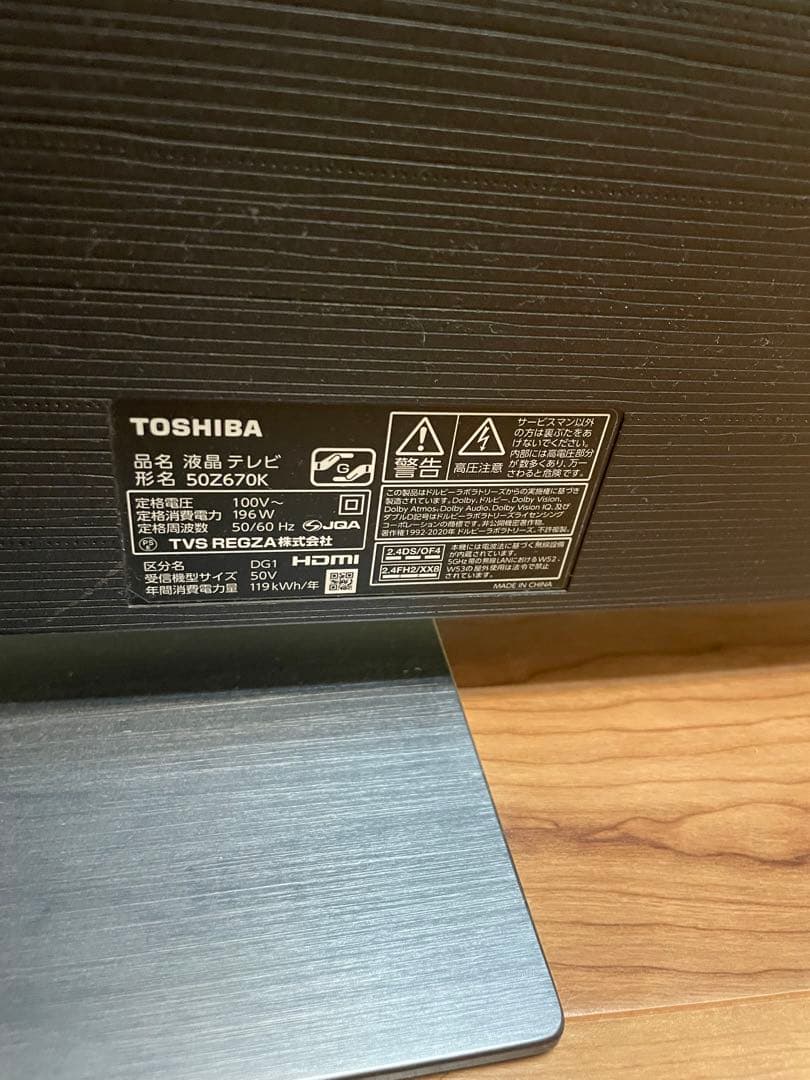 TOSHIBA
品名 液晶テレビ
形名 50Z670K
G
定格電圧 100V～
定格消費電力 196W
定格周波数 50/60 Hz
JQA
PS
E
TVS REGZA株式会社
区分名 DG1
受信機型サイズ 50V
年間消費電力量 119kWh/年
HDMI
警告
高圧注意
サービスマン以外
の方は裏ぶたをあ
けないでください。
内部には高電圧部分
が数多くあり、万一
さわると危険です。
この製品はドルビーラボラトリーズからの実施権に基づき
製造されています。Dolby、ドルビー、Dolby Vision、
Dolby Atmos、Dolby Audio、Dolby Vision IQ、及び
ダブルD記号はドルビーラボラトリーズライセンシング
コーポレーションの商標です。非公開機密著作物。
著作権1992-2020年ドルビーラボラトリーズ。不許複製。
2.4DS/OF4
2.4FH2/XX8
本機には電波法に基づく無線設備
が内蔵されています。
5GHz帯の無線LANにおけるW52、
W53の屋外使用は法令で禁止
されています。
MADE IN CHINA